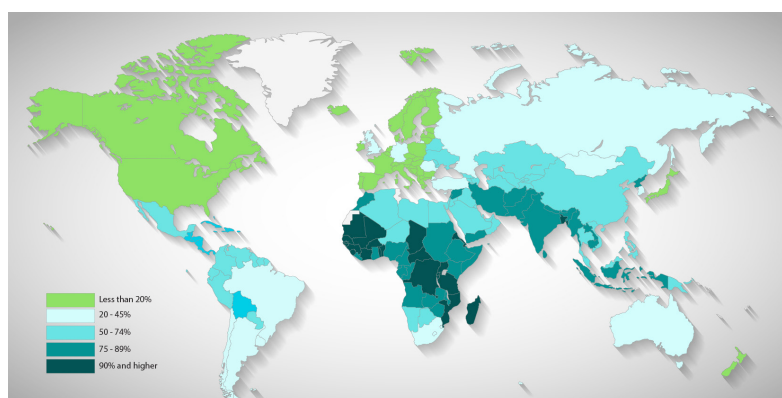 Less than 20%
20 - 45%
50 - 74%
75 - 89%
90% and higher